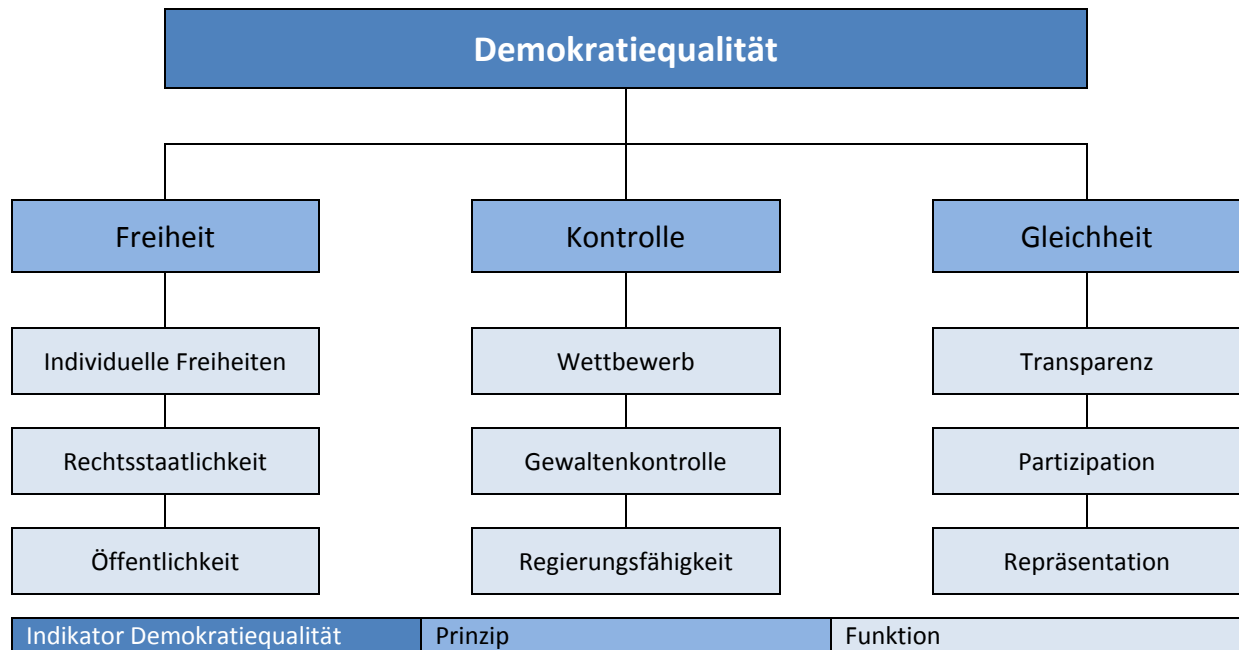 Demokratiequalität
Freiheit
Kontrolle
Gleichheit
Individuelle Freiheiten
Wettbewerb
Transparenz
Rechtsstaatlichkeit
Gewaltenkontrolle
Partizipation
Öffentlichkeit
Regierungsfähigkeit
Repräsentation
Indikator Demokratiequalität
Prinzip
Funktion